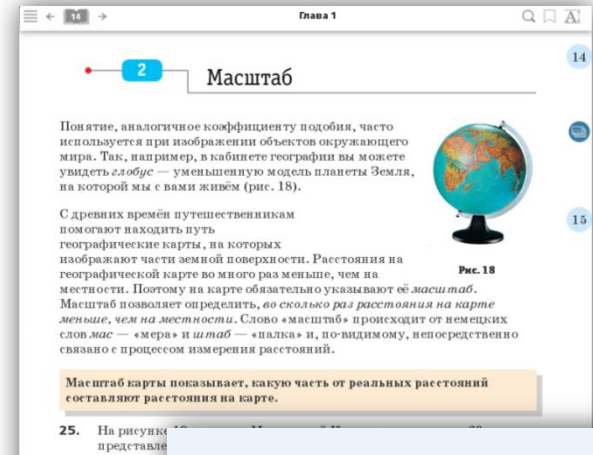 14
Глава 1
A
14
2
Масштаб
Понятие, аналогичное коэффициенту подобия, часто
используется при изображении объектов окружающего
мира. Так, например, в кабинете географии вы можете
увидеть глобус — уменьшенную модель планеты Земля,
на которой мы с вами живём (рис. 18).
15
С древних времён путешественникам
помогают находить путь
географические карты, на которых
изображают части земной поверхности. Расстояния на
географической карте во много раз меньше, чем на
Рис. 18
местности. Поэтому на карте обязательно указывают её масштаб.
Масштаб позволяет определить, во сколько раз расстояния на карте
меньше, чем на местности. Слово «масштаб» происходит от немецких
слов мас — «мера» и штаб — «палка» и, по-видимому, непосредственно
связано с процессом измерения расстояний.
Масштаб карты показывает, какую часть от реальных расстояний
составляют расстояния на карте.
25. На рисунке